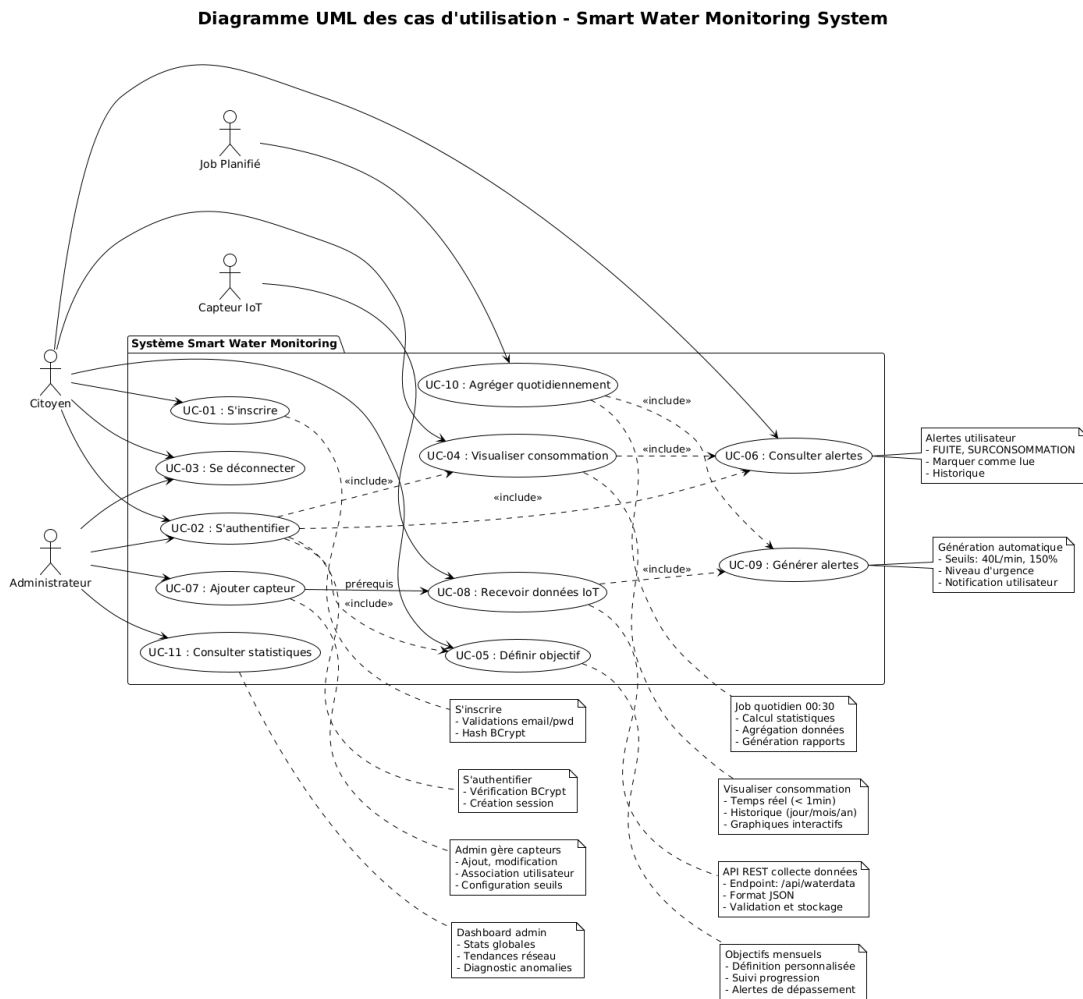 Diagramme UML des cas d'utilisation - Smart Water Monitoring System
Job Planifié
Capteur IoT
Système Smart Water Monitoring
Citoyen
Administrateur
UC-01 : S'inscrire
UC-03 : Se déconnecter
UC-02 : S'authentifier
UC-07 : Ajouter capteur
UC-11 : Consulter statistiques
UC-10 : Agréger quotidiennement
UC-04 : Visualiser consommation
UC-08 : Recevoir données IoT
UC-05 : Définir objectif
UC-06 : Consulter alertes
UC-09 : Générer alertes
«include»
«include»
«include»
«include»
prérequis
«include»
«include»
Alertes utilisateur
- FUITE, SURCONSOMMATION
- Marquer comme lue
- Historique
Génération automatique
- Seuils: 40L/min, 150%
- Niveau d'urgence
- Notification utilisateur
S'inscrire
- Validations email/pwd
- Hash BCrypt
S'authentifier
- Vérification BCrypt
- Création session
Admin gère capteurs
- Ajout, modification
- Association utilisateur
- Configuration seuils
Dashboard admin
- Stats globales
- Tendances réseau
- Diagnostic anomalies
Job quotidien 00:30
- Calcul statistiques
- Agrégation données
- Génération rapports
Visualiser consommation
- Temps réel (< 1min)
- Historique (jour/mois/an)
- Graphiques interactifs
API REST collecte données
- Endpoint: /api/waterdata
- Format JSON
- Validation et stockage
Objectifs mensuels
- Définition personnalisée
- Suivi progression
- Alertes de dépassement